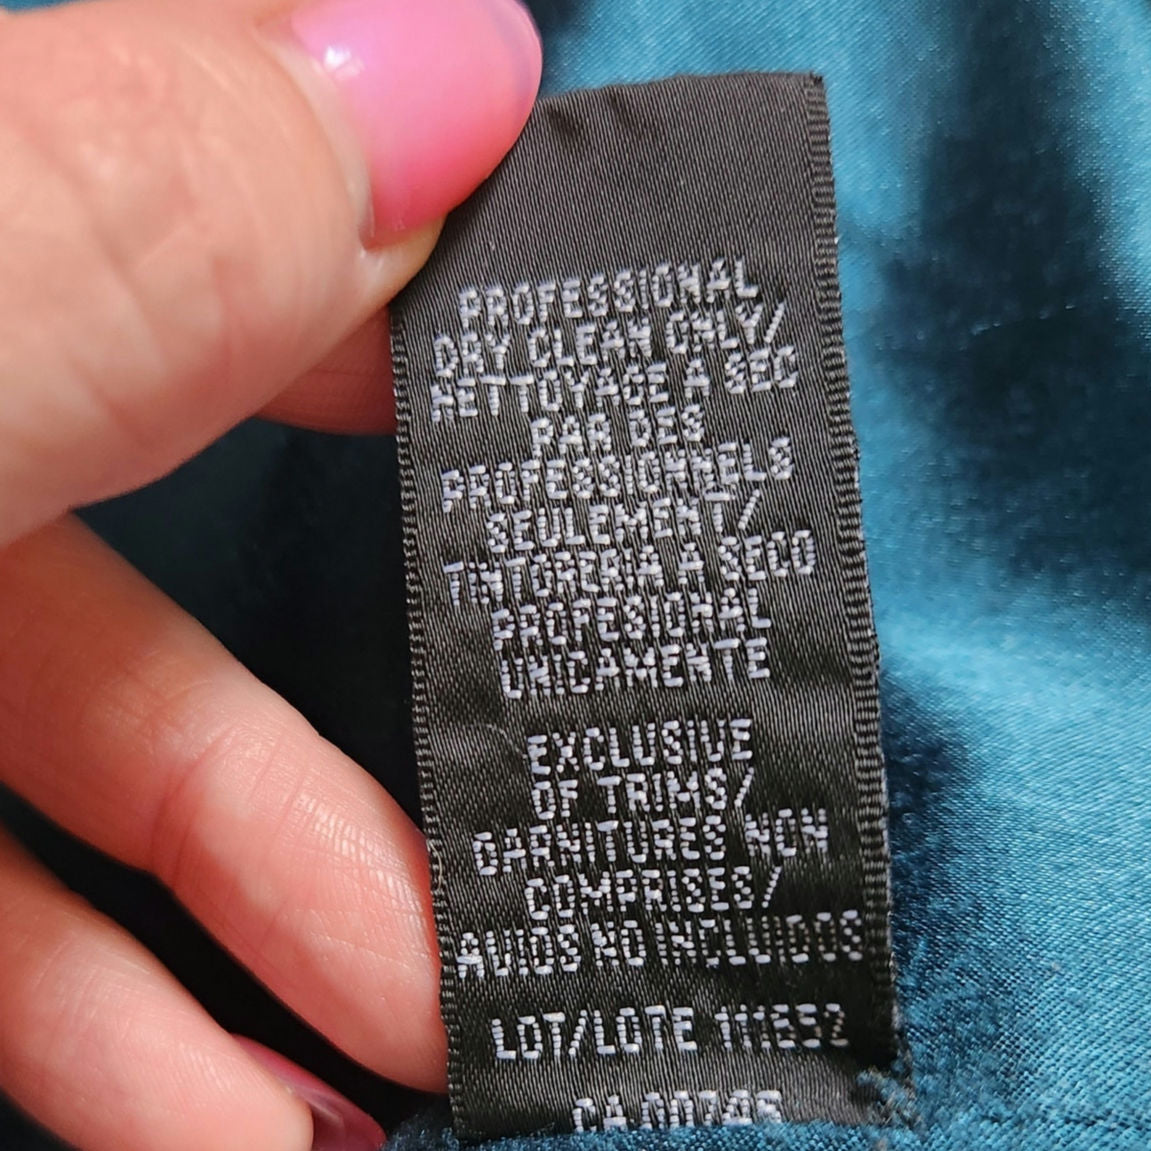 PROFESSIONAL
DRY CLEAN ONLY/
NETTOYAGE A SEC
PAR DES
PROFESSIONNELS
SEULEMENT/
TINTORERIA A SECO
PROFESIONAL
UNICAMENTE
EXCLUSIVE
OF TRIMS/
GARNITURES NON
COMPRISES/
AVIOS NO INCLUIDOS
LOT/LOTE
CA